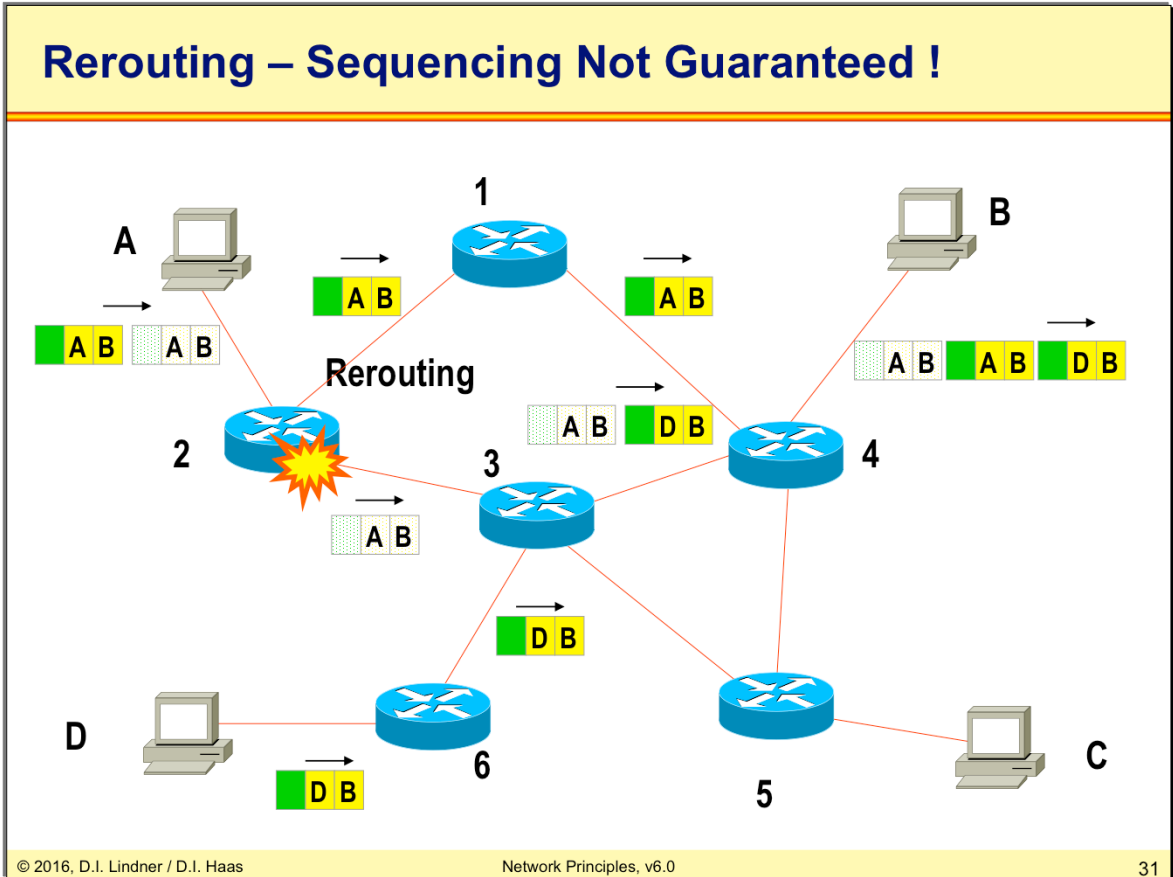 Rerouting – Sequencing Not Guaranteed !
1
A
B
A B
A B
A B A B
A B A B D B
Rerouting
A B D B
2
3
4
A B
D B
D
6
C
5
D B
© 2016, D.I. Lindner / D.I. Haas
Network Principles, v6.0
31